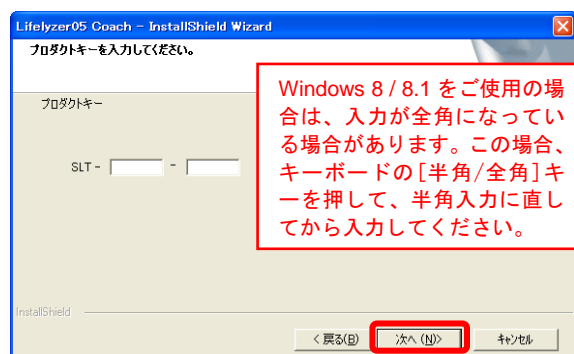 Lifelyzer05 Coach - InstallShield Wizard
プロダクトキーを入力してください。
Windows 8 / 8.1 をご使用の場
合は、入力が全角になってい
る場合があります。この場合、
キーボードの[半角/全角]キ
ーを押して、半角入力に直し
てから入力してください。
プロダクトキー
SLT - -
InstallShield
< 戻る(B)
次へ (N)>
キャンセル